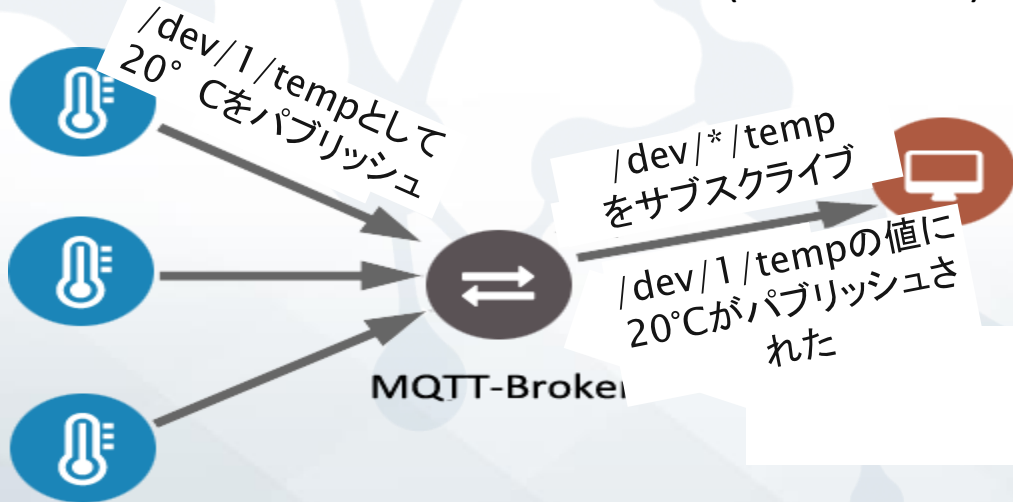 /dev/1/tempとして
20°Cをパブリッシュ
/dev/*/temp
をサブスクライブ
/dev/1/tempの値に
20℃がパブリッシュさ
れた
MQTT-Broker